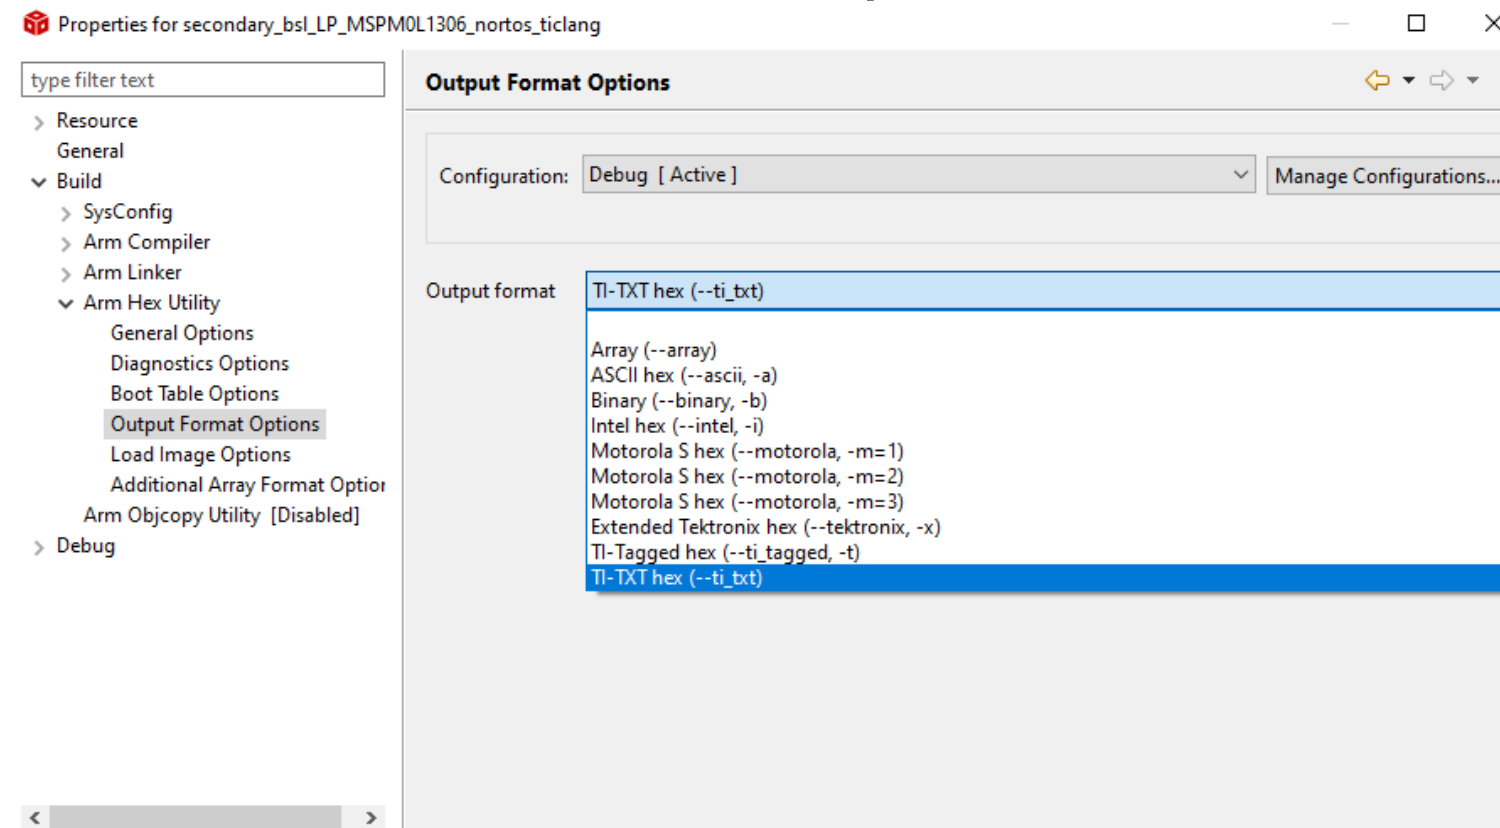 Properties for secondary_bsl_LP_MSPM0L1306_nortos_ticlang
type filter text
Resource
General
Build
SysConfig
Arm Compiler
Arm Linker
Arm Hex Utility
General Options
Diagnostics Options
Boot Table Options
Output Format Options
Load Image Options
Additional Array Format Option
Arm Objcopy Utility [Disabled]
Debug
Output Format Options
Configuration: Debug [ Active ] Manage Configurations...
Output format TI-TXT hex (--ti_txt)
Array (--array)
ASCII hex (--ascii, -a)
Binary (--binary, -b)
Intel hex (--intel, -i)
Motorola S hex (--motorola, -m=1)
Motorola S hex (--motorola, -m=2)
Motorola S hex (--motorola, -m=3)
Extended Tektronix hex (--tektronix, -x)
TI-Tagged hex (--ti_tagged, -t)
TI-TXT hex (--ti_txt)